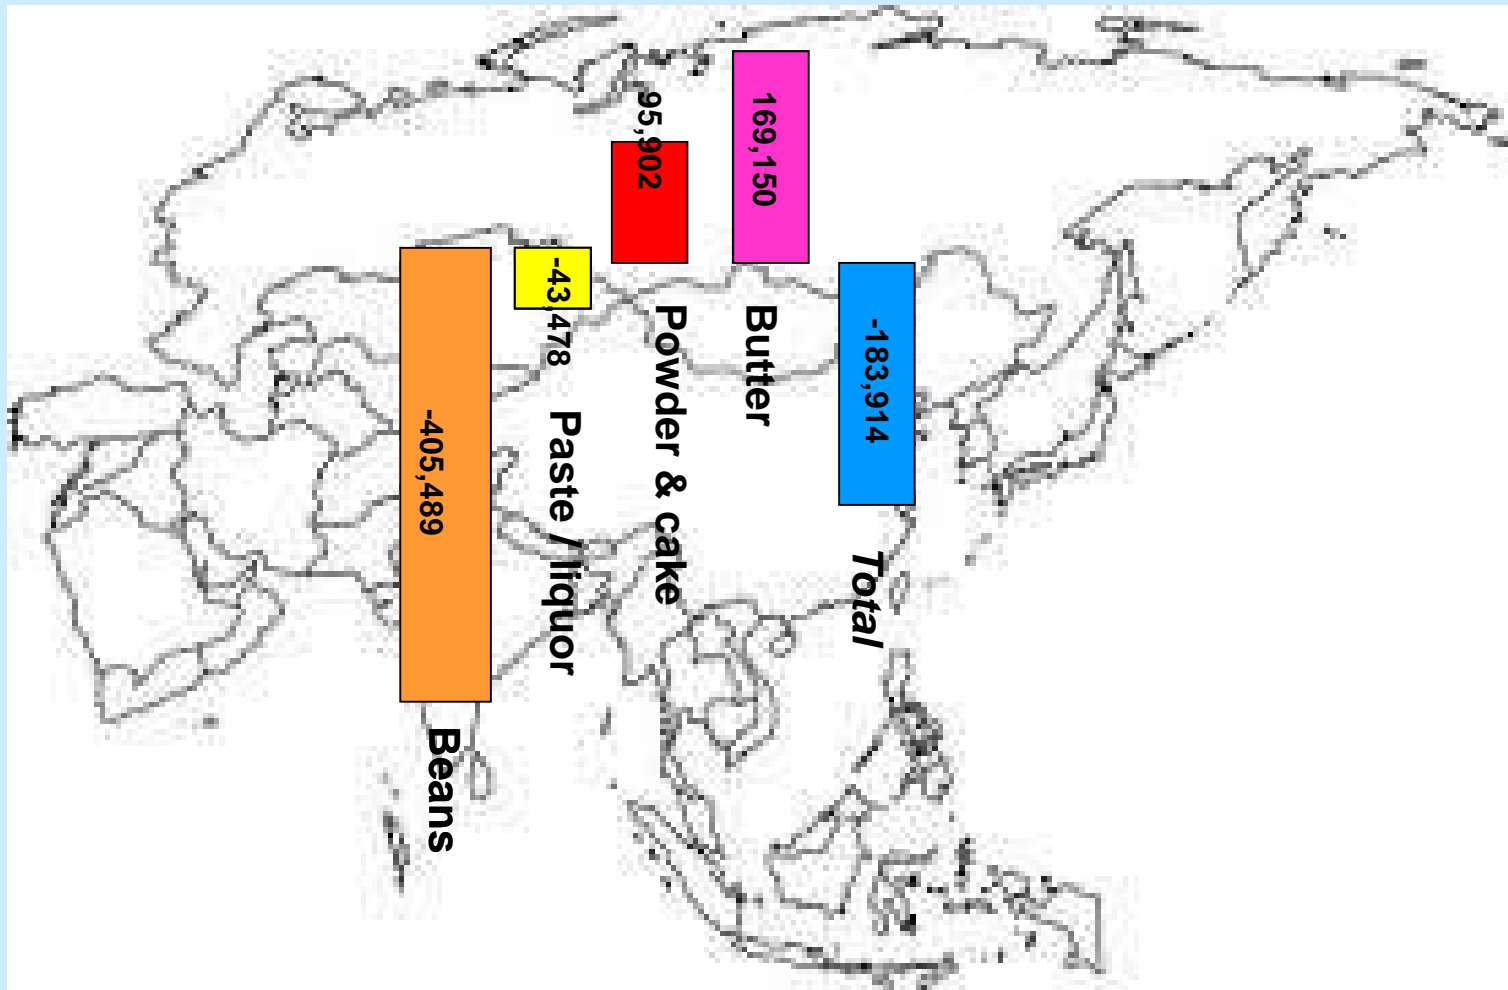 -405,489
Beans
-43,478
Paste / liquor
95,902
Powder & cake
169,150
Butter
-183,914
Total